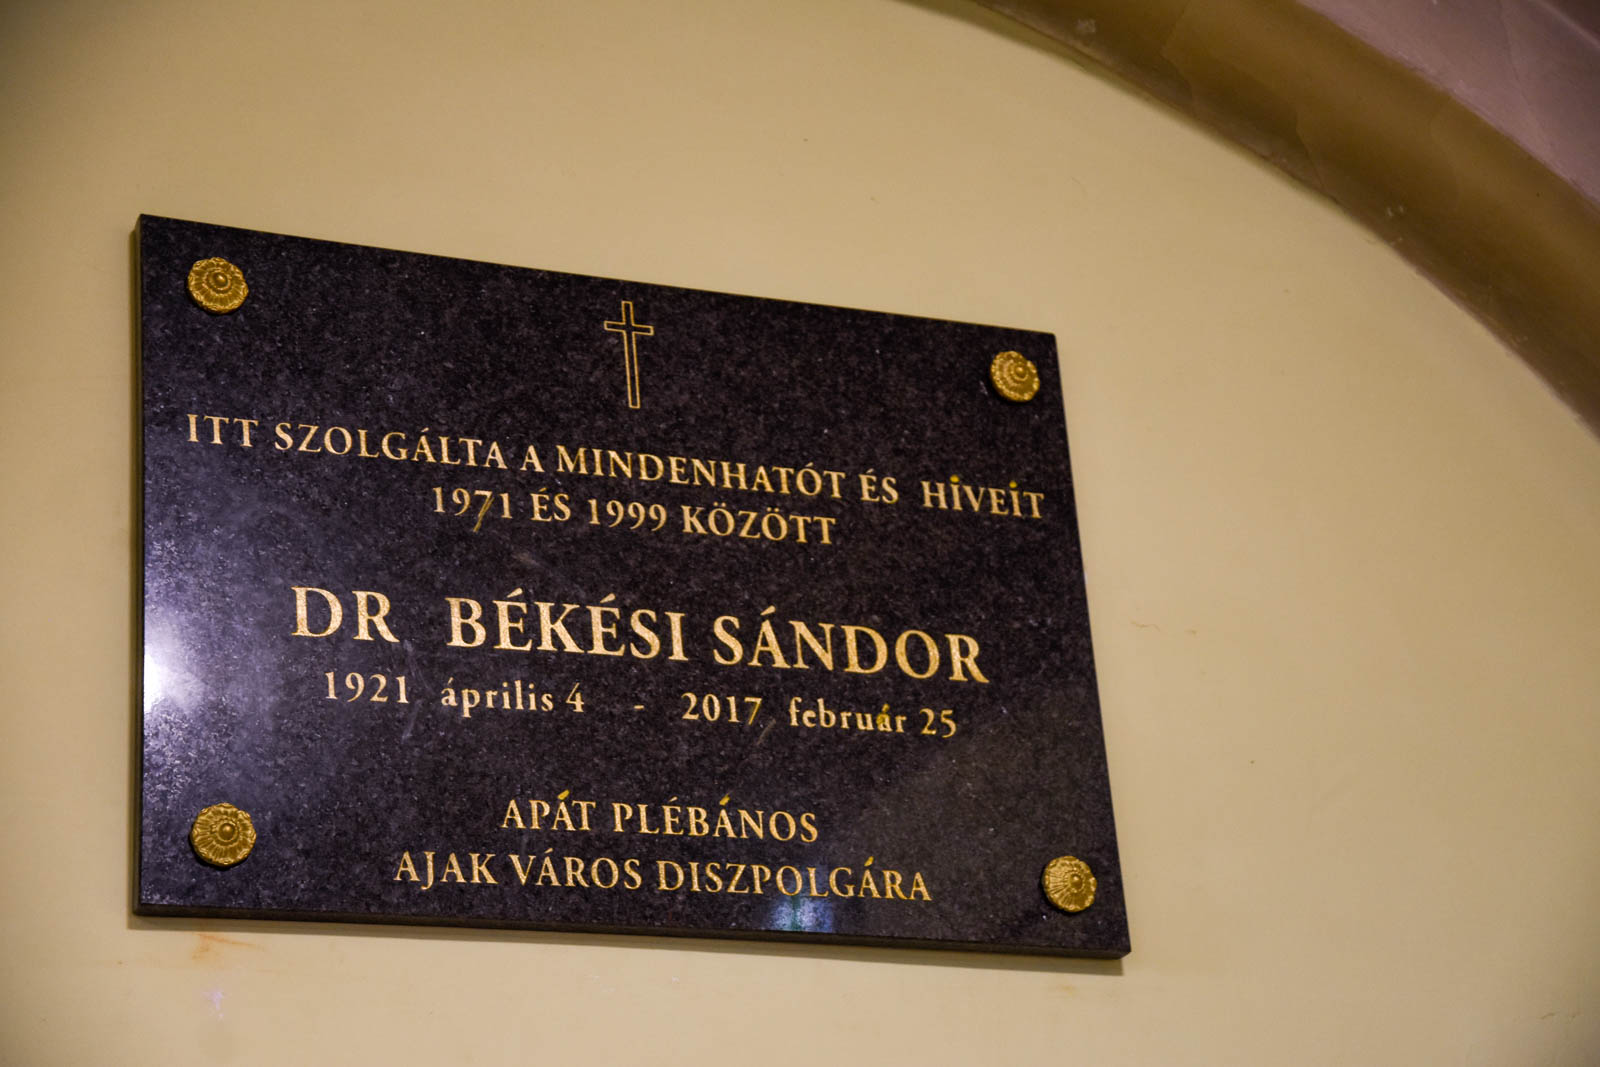 ITT SZOLGÁLTA A MINDENHATÓT ÉS HÍVEIT
1971 ÉS 1999 KÖZÖTT
DR BÉKÉSI SÁNDOR
1921 április 4 - 2017 február 25
APÁT PLÉBÁNOS
AJAK VÁROS DISZPOLGÁRA